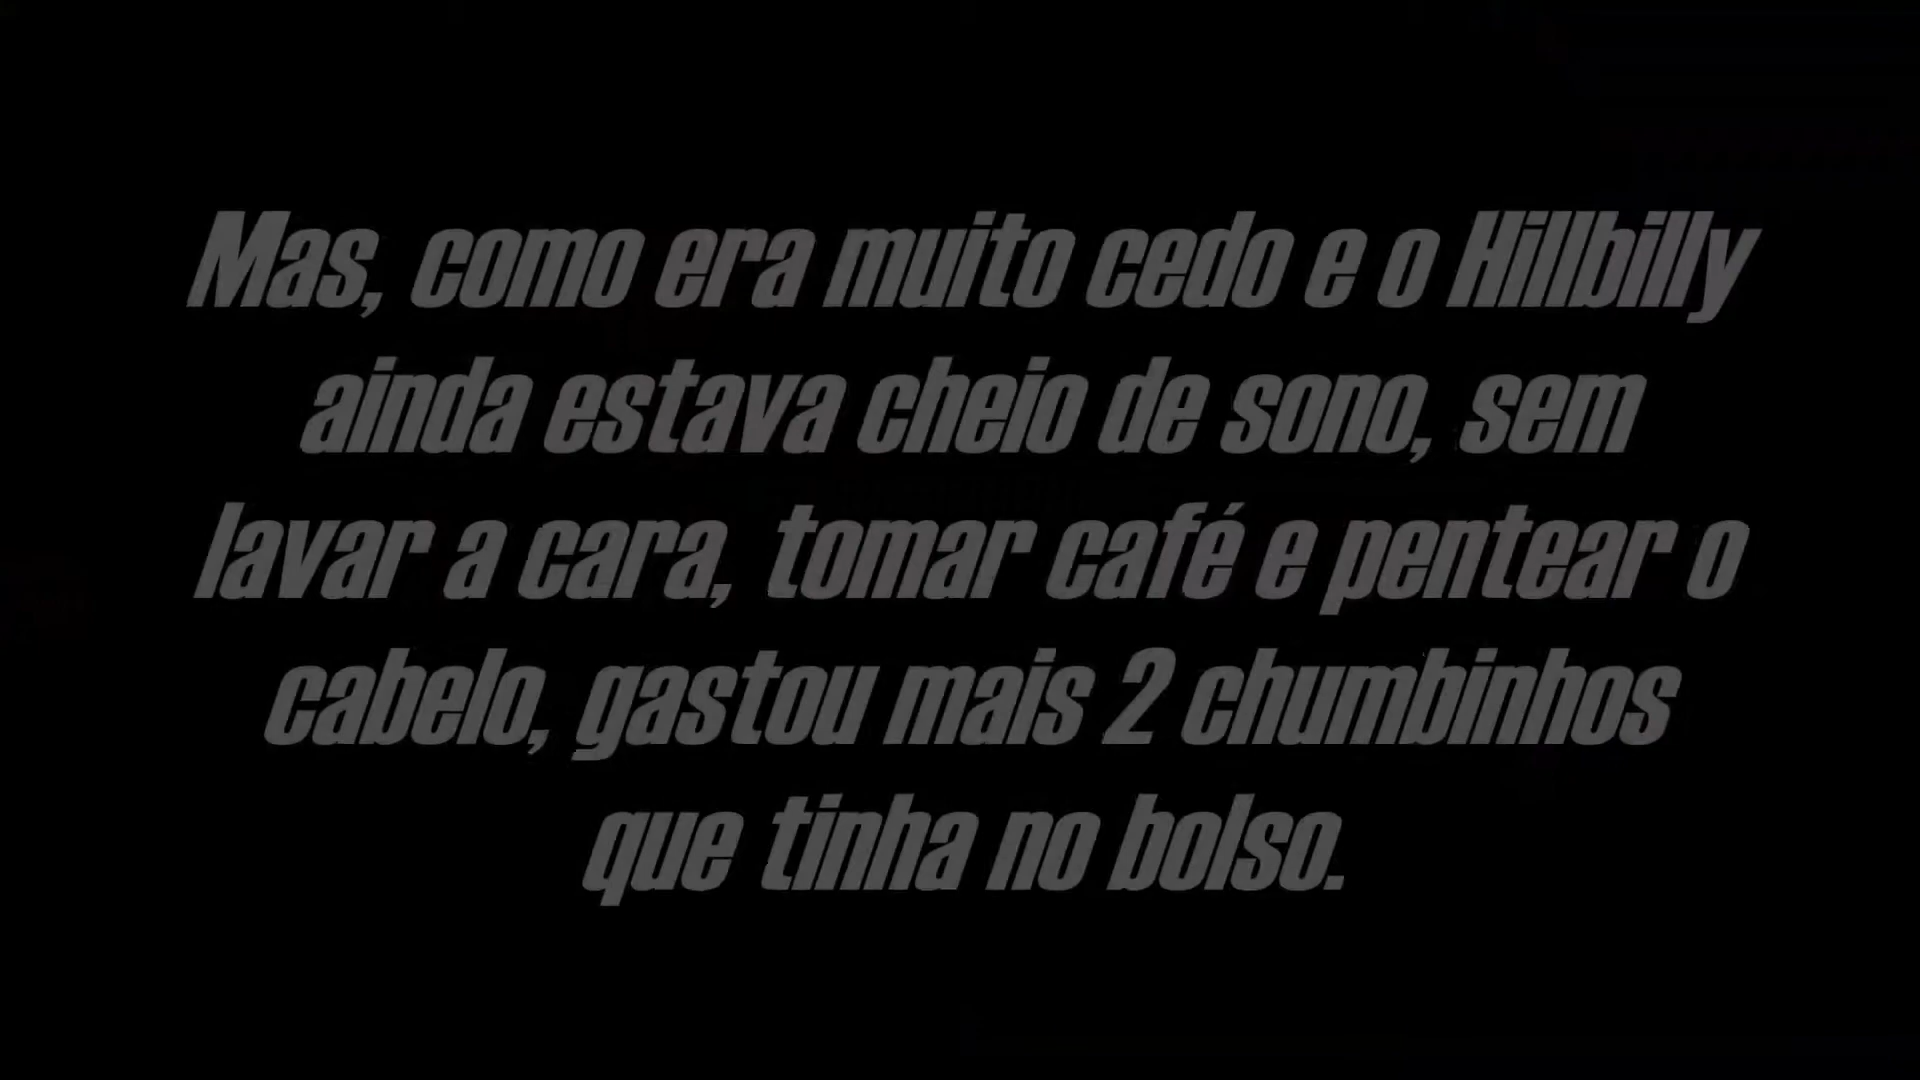 Mas, como era muito cedo e o Hillbilly
ainda estava cheio de sono, sem
lavar a cara, tomar café e pentear o
cabelo, gastou mais 2 chumbinhos
que tinha no bolso.